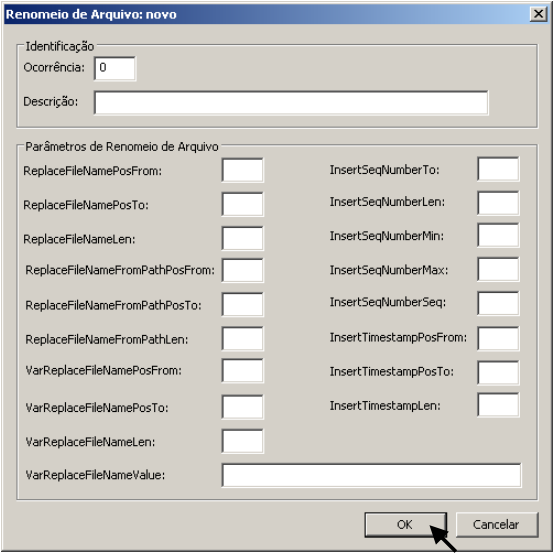 Renomeio de Arquivo: novo
Identificação
Ocorrência: 0
Descrição:
Parâmetros de Renomeio de Arquivo
ReplaceFileNamePosFrom:
ReplaceFileNamePosTo:
ReplaceFileNameLen:
ReplaceFileNameFromPathPosFrom:
ReplaceFileNameFromPathPosTo:
ReplaceFileNameFromPathLen:
VarReplaceFileNamePosFrom:
VarReplaceFileNamePosTo:
VarReplaceFileNameLen:
VarReplaceFileNameValue:
InsertSeqNumberTo:
InsertSeqNumberLen:
InsertSeqNumberMin:
InsertSeqNumberMax:
InsertSeqNumberSeq:
InsertTimestampPosFrom:
InsertTimestampPosTo:
InsertTimestampLen:
OK
Cancelar